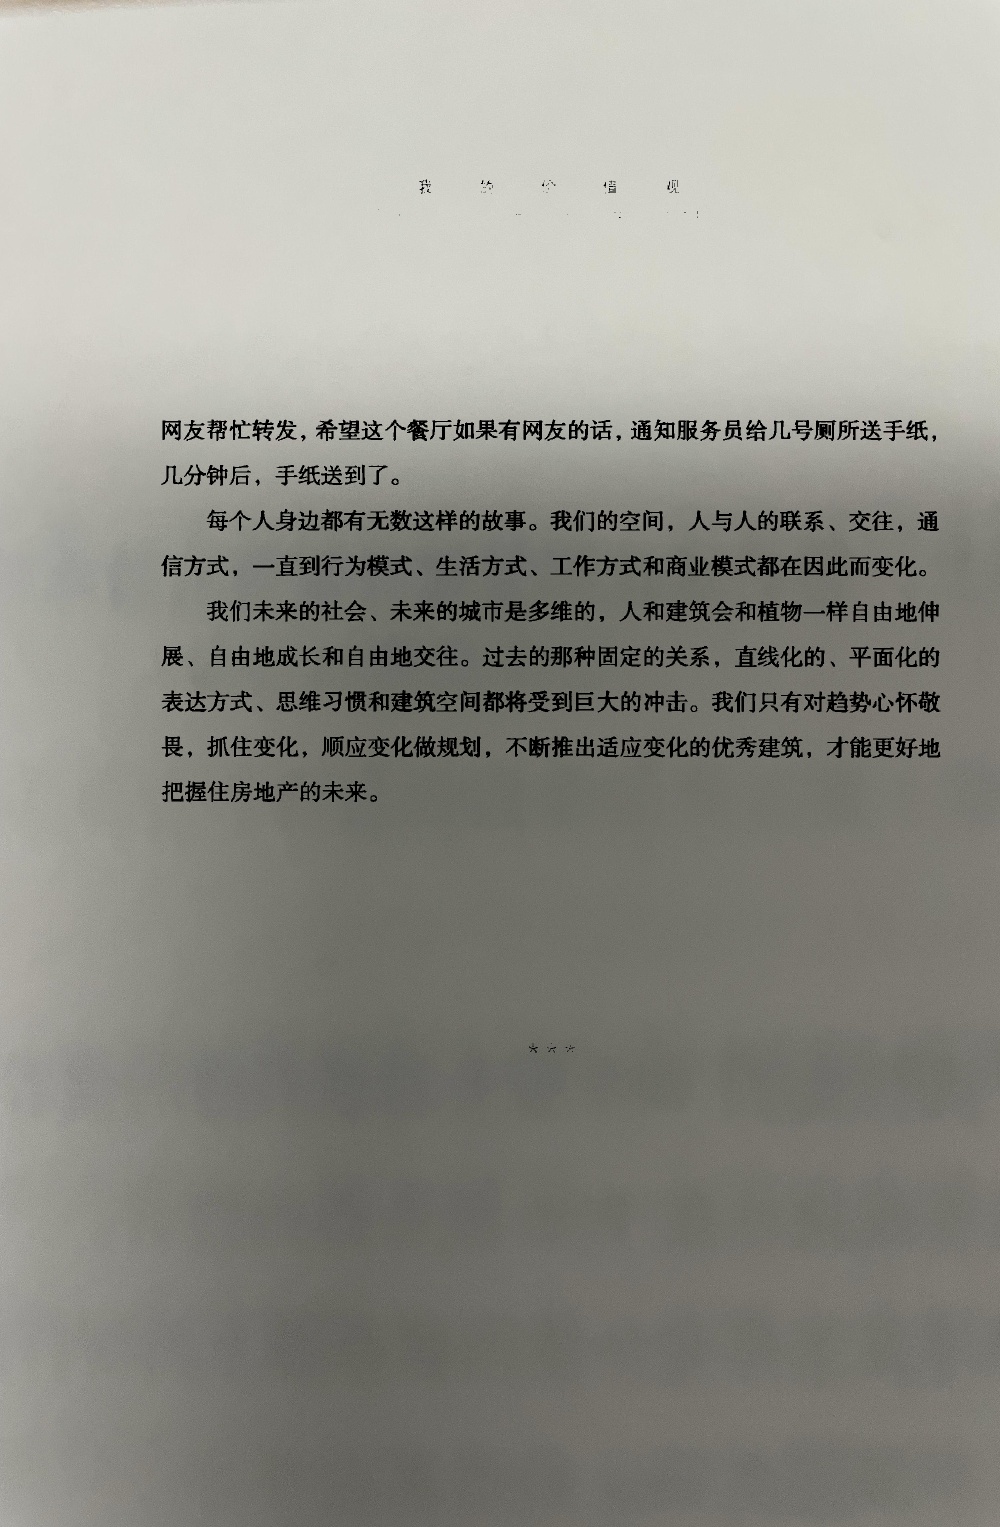 我的价值观
网友帮忙转发，希望这个餐厅如果有网友的话，通知服务员给几号厕所送手纸，
几分钟后，手纸送到了。
每个人身边都有无数这样的故事。我们的空间，人与人的联系、交往，通
信方式，一直到行为模式、生活方式、工作方式和商业模式都在因此而变化。
我们未来的社会、未来的城市是多维的，人和建筑会和植物一样自由地伸
展、自由地成长和自由地交往。过去的那种固定的关系，直线化的、平面化的
表达方式、思维习惯和建筑空间都将受到巨大的冲击。我们只有对趋势心怀敬
畏，抓住变化，顺应变化做规划，不断推出适应变化的优秀建筑，才能更好地
把握住房地产的未来。
***